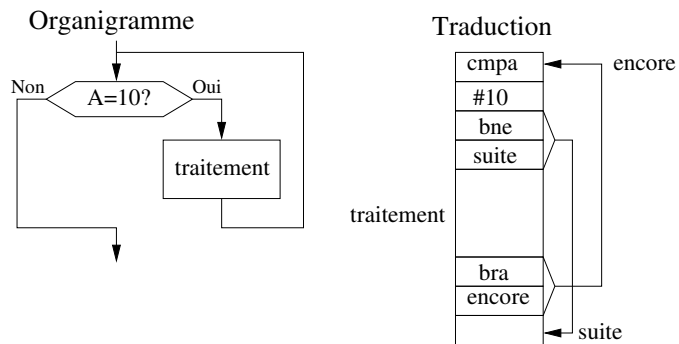 Organigramme
Non
A=10?
Oui
traitement
Traduction
cmpa
encore
#10
bne
suite
traitement
bra
encore
suite